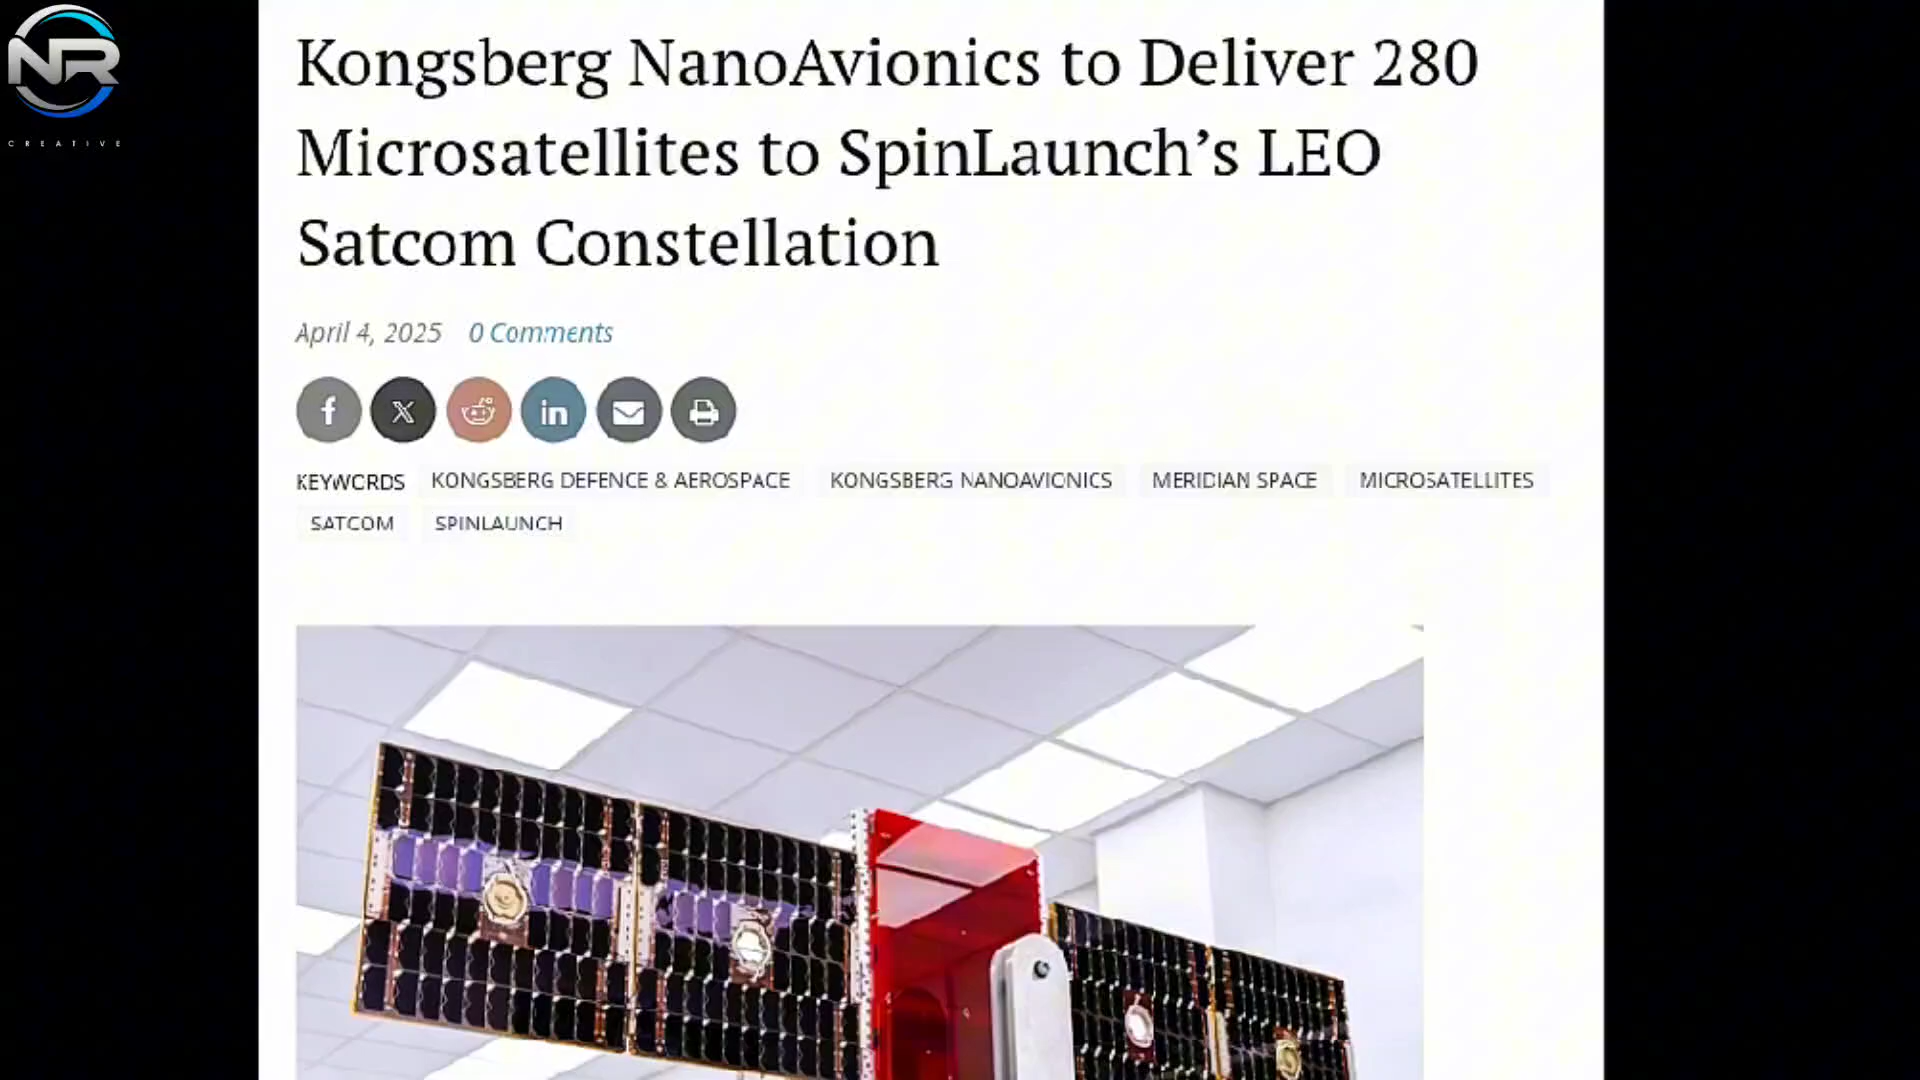 NR
CREATIVE
Kongsberg NanoAvionics to Deliver 280
Microsatellites to SpinLaunch’s LEO
Satcom Constellation
April 4, 2025 0 Comments
KEYWORDS KONGSBERG DEFENCE & AEROSPACE KONGSBERG NANOAVIONICS MERIDIAN SPACE MICROSATELLITES
SATCOM SPINLAUNCH